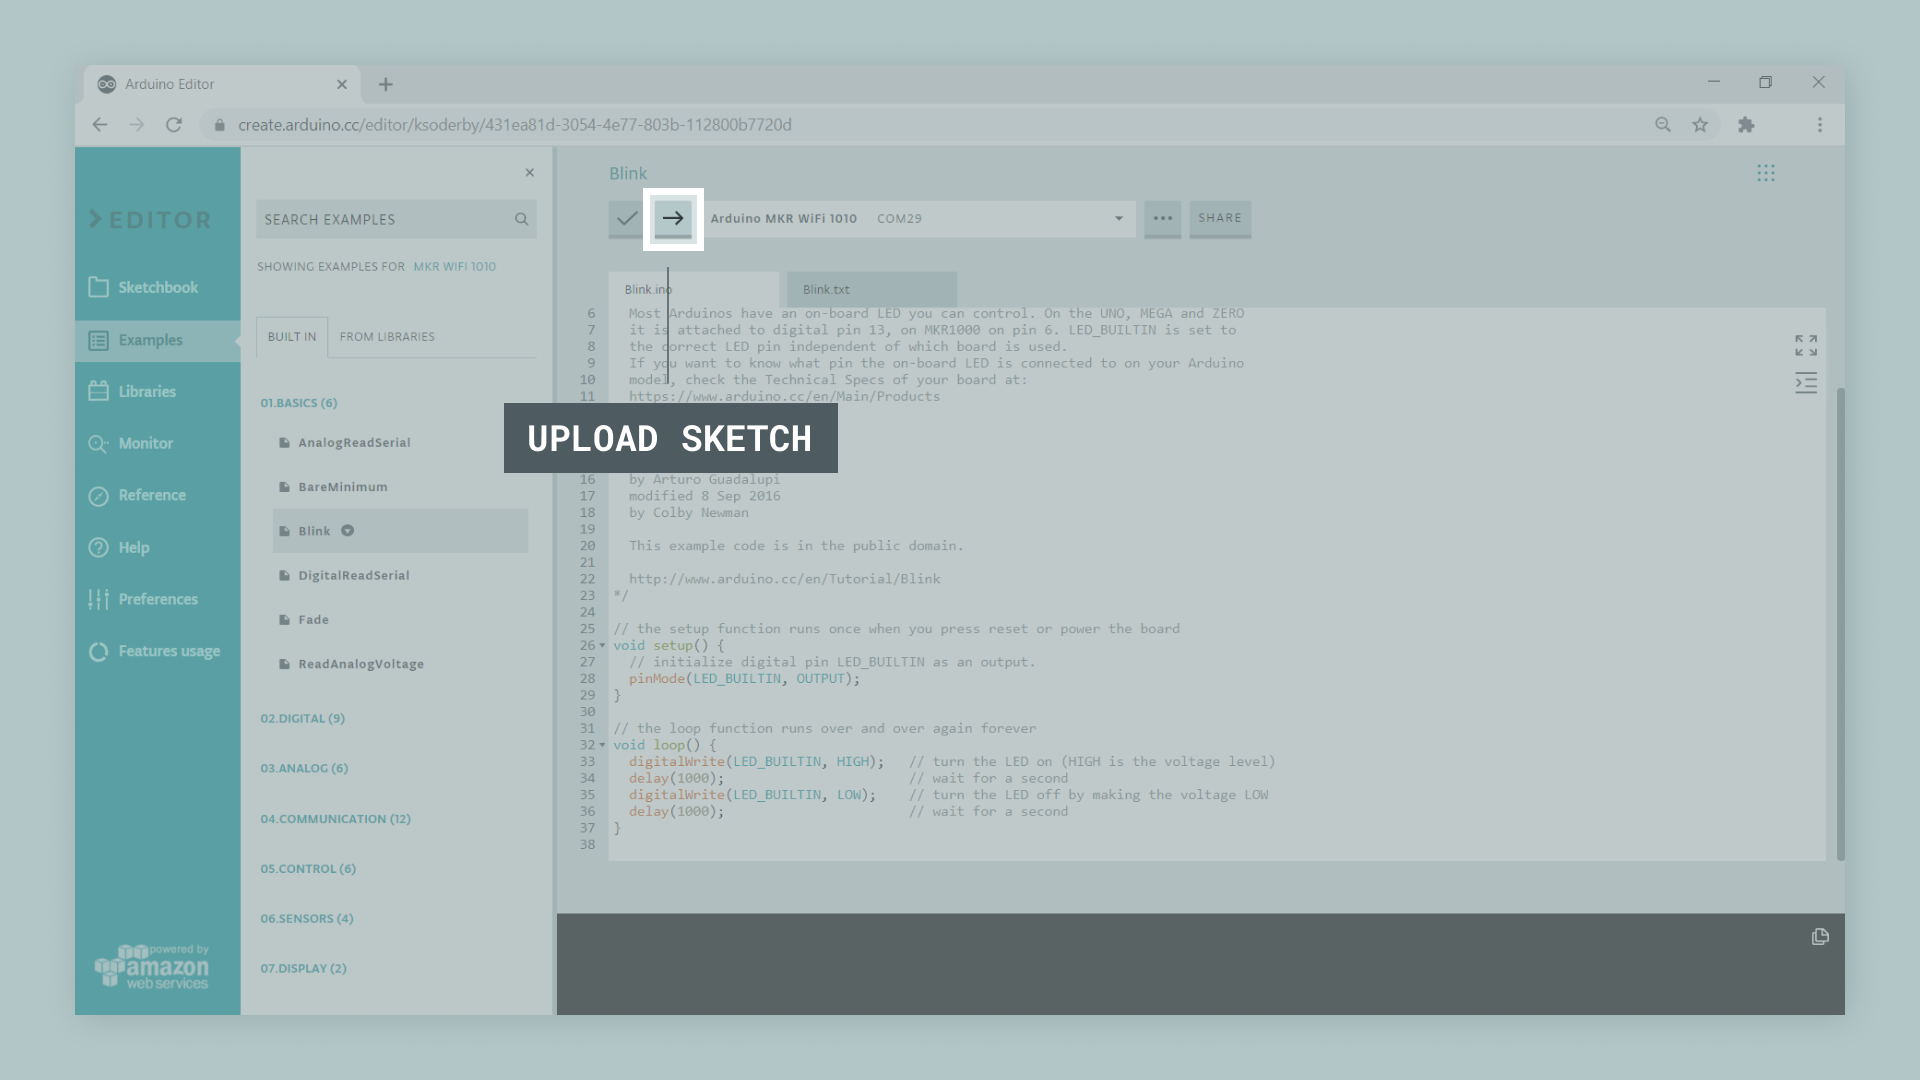 Arduino Editor
create.arduino.cc/editor/ksoderby/431ea81d-3054-4e77-803b-112800b7720d
EDITOR
Sketchbook
Examples
Libraries
Monitor
Reference
Help
Preferences
Features usage
powered by
amazon
web services
SEARCH EXAMPLES
SHOWING EXAMPLES FOR MKR WIFI 1010
BUILT IN FROM LIBRARIES
01.BASICS (6)
AnalogReadSerial
BareMinimum
Blink
DigitalReadSerial
Fade
ReadAnalogVoltage
02.DIGITAL (9)
03.ANALOG (6)
04.COMMUNICATION (12)
05.CONTROL (6)
06.SENSORS (4)
07.DISPLAY (2)
Blink
Arduino MKR WiFi 1010 COM29
SHARE
Blink.ino Blink.txt
6 Most Arduinos have an on-board LED you can control. On the UNO, MEGA and ZERO
7 it is attached to digital pin 13, on MKR1000 on pin 6. LED_BUILTIN is set to
8 the correct LED pin independent of which board is used.
9 If you want to know what pin the on-board LED is connected to on your Arduino
10 model, check the Technical Specs of your board at:
11 https://www.arduino.cc/en/Main/Products
UPLOAD SKETCH
16 by Arturo Guadalupi
17 modified 8 Sep 2016
18 by Colby Newman
19
20 This example code is in the public domain.
21
22 http://www.arduino.cc/en/Tutorial/Blink
23 */
24
25 // the setup function runs once when you press reset or power the board
26 void setup() {
27 // initialize digital pin LED_BUILTIN as an output.
28 pinMode(LED_BUILTIN, OUTPUT);
29 }
30
31 // the loop function runs over and over again forever
32 void loop() {
33 digitalWrite(LED_BUILTIN, HIGH); // turn the LED on (HIGH is the voltage level)
34 delay(1000); // wait for a second
35 digitalWrite(LED_BUILTIN, LOW); // turn the LED off by making the voltage LOW
36 delay(1000); // wait for a second
37 }
38